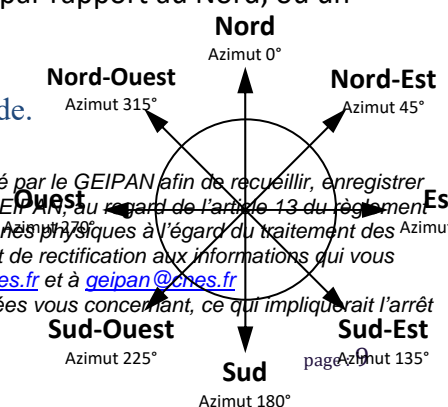 par rapport au Nord, ou un
Nord
Azimut 0°
Nord-Ouest
Azimut 315°
Nord-Est
Azimut 45°
de.
é par le GEIPAN afin de recueillir, enregistrer
Ouest
GEIPAN, au regard de l'article 13 du règlement
Es
Azimut 270°
nes physiques à l'égard du traitement des
Azimut
t de rectification aux informations qui vous
es.fr et à geipan@cnes.fr
ées vous concernant, ce qui impliquerait l'arrêt
Sud-Ouest
Azimut 225°
Sud-Est
Azimut 135°
page : 9
Sud
Azimut 180°